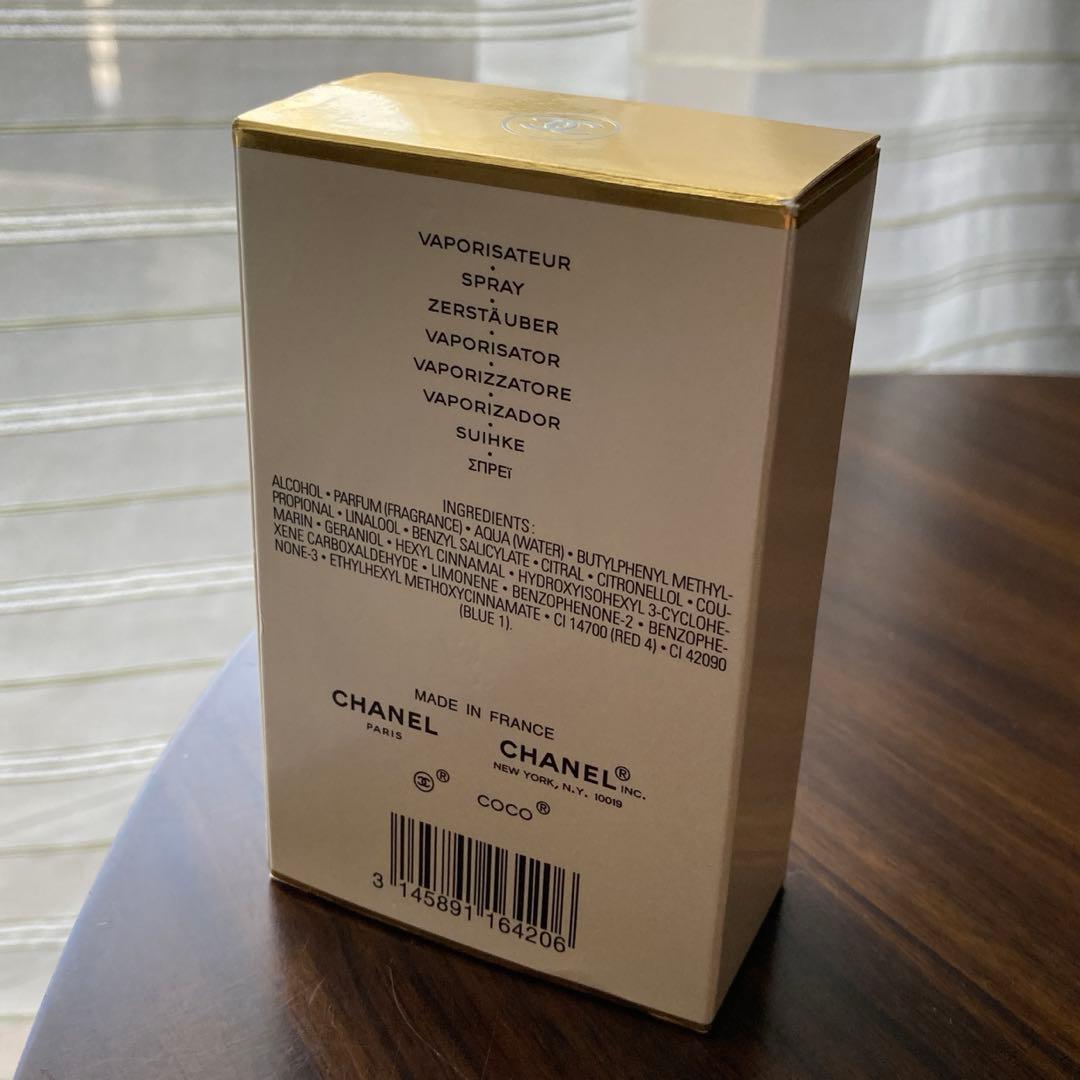 VAPORISATEUR
•
SPRAY
•
ZERSTÄUBER
•
VAPORISATOR
•
VAPORIZZATORE
•
VAPORIZADOR
•
SUIHKE
•
ΣΠΡΕϊ
INGREDIENTS:
ALCOHOL • PARFUM (FRAGRANCE) • AQUA (WATER) • BUTYLPHENYL METHYL-
PROPIONAL • LINALOOL • BENZYL SALICYLATE • CITRAL • CITRONELLOL • COU-
MARIN • GERANIOL • HEXYL CINNAMAL • HYDROXYISOHEXYL 3-CYCLOHE-
XENE CARBOXALDEHYDE • LIMONENE • BENZOPHENONE-2 • BENZOPHE-
NONE-3 • ETHYLHEXYL METHOXYCINNAMATE • CI 14700 (RED 4) • CI 42090
(BLUE 1).
MADE IN FRANCE
CHANEL
PARIS
CHANEL® INC.
NEW YORK, N.Y. 10019
®
COCO®
3 145891 164206